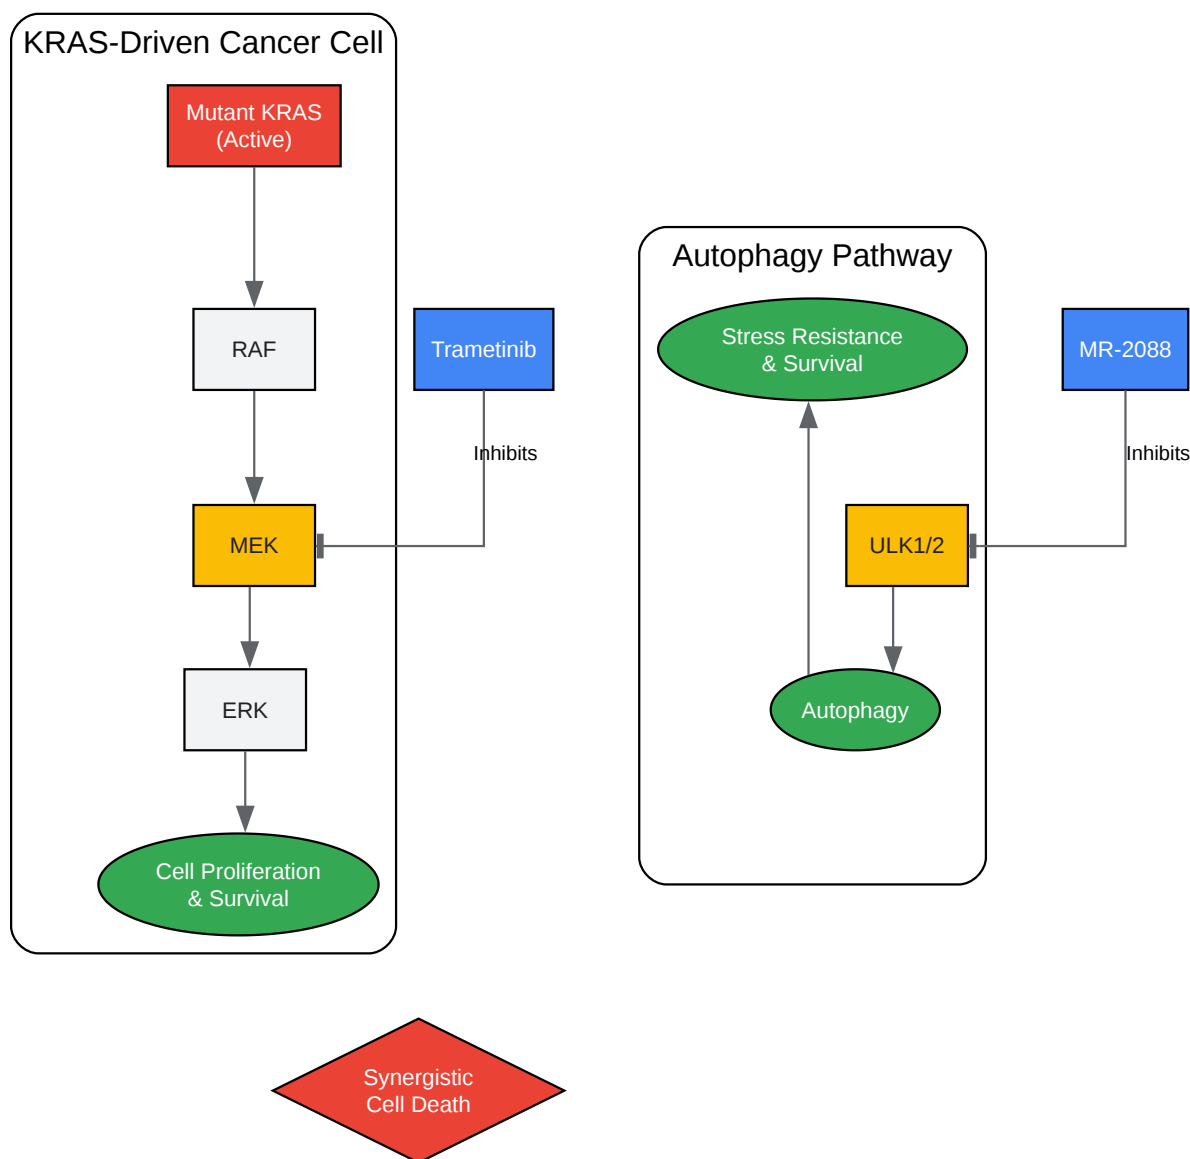 KRAS-Driven Cancer Cell
Mutant KRAS
(Active)
RAF
Trametinib
Inhibits
MEK
ERK
Cell Proliferation
& Survival
Autophagy Pathway
Stress Resistance
& Survival
MR-2088
Inhibits
ULK1/2
Autophagy
Synergistic
Cell Death